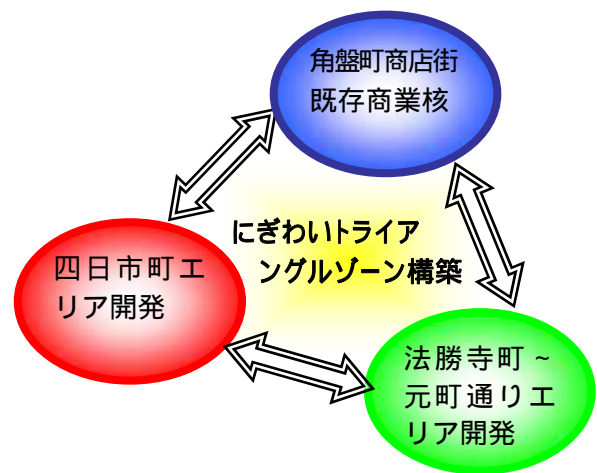 角盤町商店街
既存商業核
にぎわいトライア
ングルゾーン構築
四日市町エ
リア開発
法勝寺町～
元町通りエ
リア開発